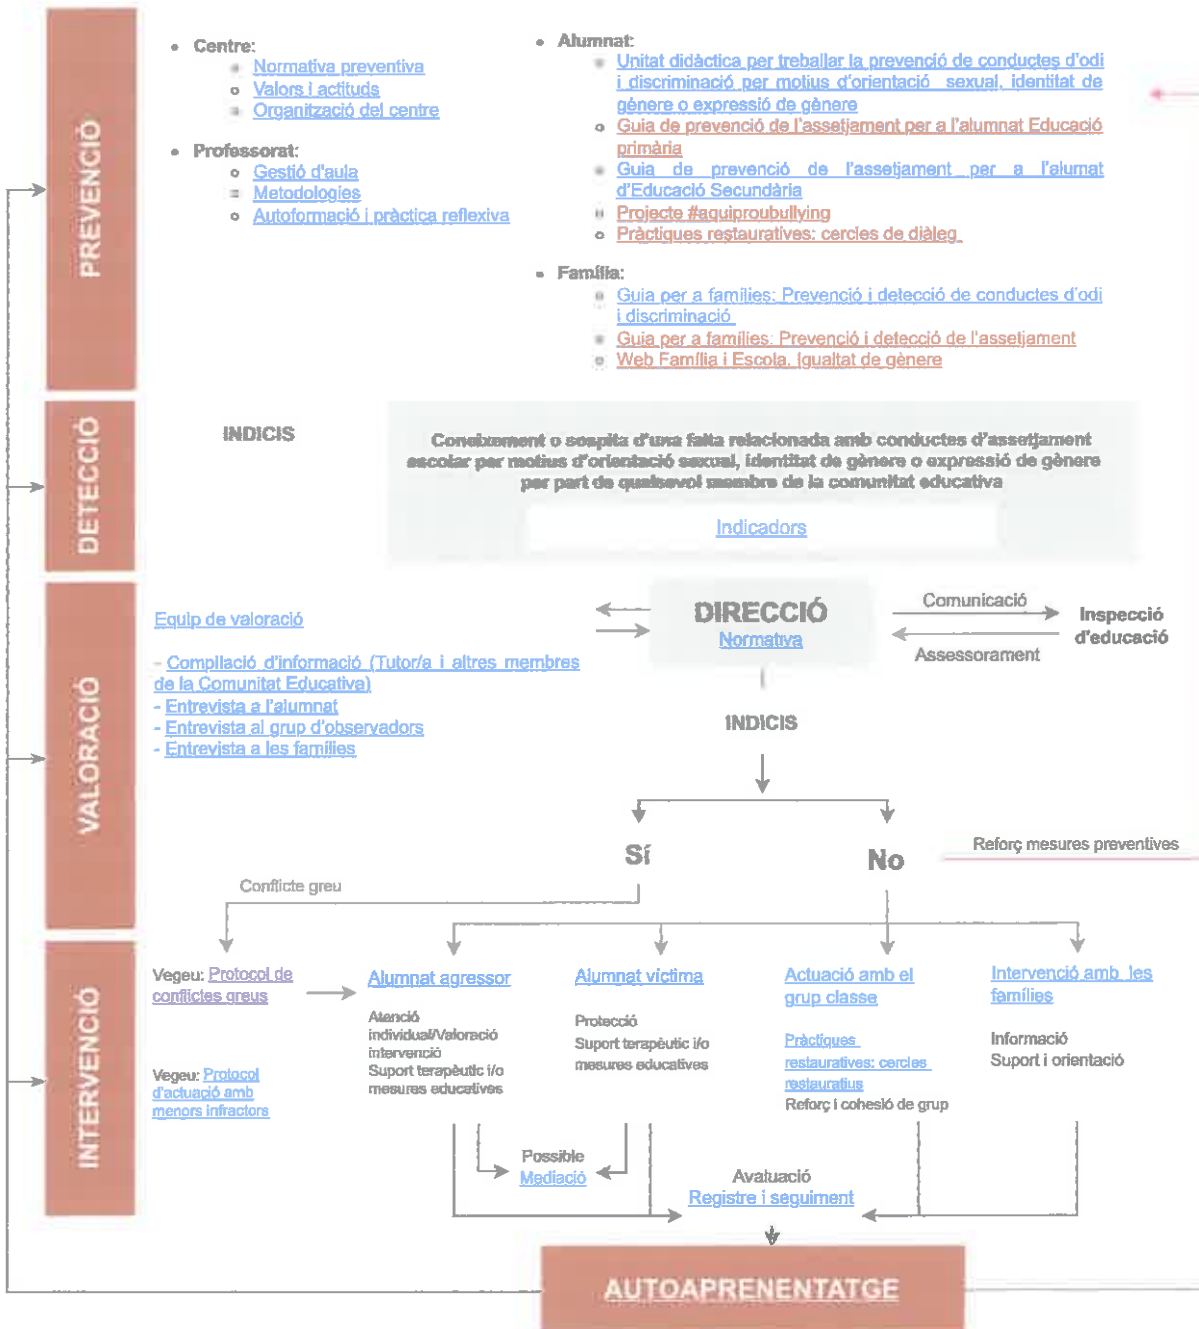 PREVENCIÓ
• Centre:
Normativa preventiva
Valors i actituds
Organització del centre
• Professorat:
Gestió d'aula
Metodologies
Autoformació i pràctica reflexiva
• Alumnat:
Unitat didàctica per treballar la prevenció de conductes d'odi
i discriminació per motius d'orientació sexual, identitat de
gènere o expressió de gènere
Guia de prevenció de l'assetjament per a l'alumnat Educació
primària
Guia de prevenció de l'assetjament per a l'alumat
d'Educació Secundària
Projecte #aquiproubullying
Pràctiques restauratives: cercles de diàleg
• Família:
Guia per a famílies: Prevenció i detecció de conductes d'odi
i discriminació
Guia per a famílies: Prevenció i detecció de l'assetjament
Web Família i Escola. Igualtat de gènere
DETECCIÓ
INDICIS
Coneixement o sospita d'una falta relacionada amb conductes d'assetjament
escolar per motius d'orientació sexual, identitat de gènere o expressió de gènere
per part de qualsevol membre de la comunitat educativa
Indicadors
VALORACIÓ
Equip de valoració
- Compilació d'informació (Tutor/a i altres membres
de la Comunitat Educativa)
- Entrevista a l'alumnat
- Entrevista al grup d'observadors
- Entrevista a les famílies
DIRECCIÓ
Normativa
Comunicació
Assessorament
Inspecció
d'educació
INDICIS
Sí
No
Reforç mesures preventives
Conflicte greu
INTERVENCIÓ
Vegeu: Protocol de
conflictes greus
Vegeu: Protocol
d'actuació amb
menors infractors
Alumnat agressor
Atenció
individual/Valoració
intervenció
Suport terapèutic i/o
mesures educatives
Alumnat víctima
Protecció
Suport terapèutic i/o
mesures educatives
Actuació amb el
grup classe
Pràctiques
restauratives: cercles
restauratius
Reforç i cohesió de grup
Intervenció amb les
famílies
Informació
Suport i orientació
Possible
Mediació
Avaluació
Registre i seguiment
AUTOAPRENENTATGE